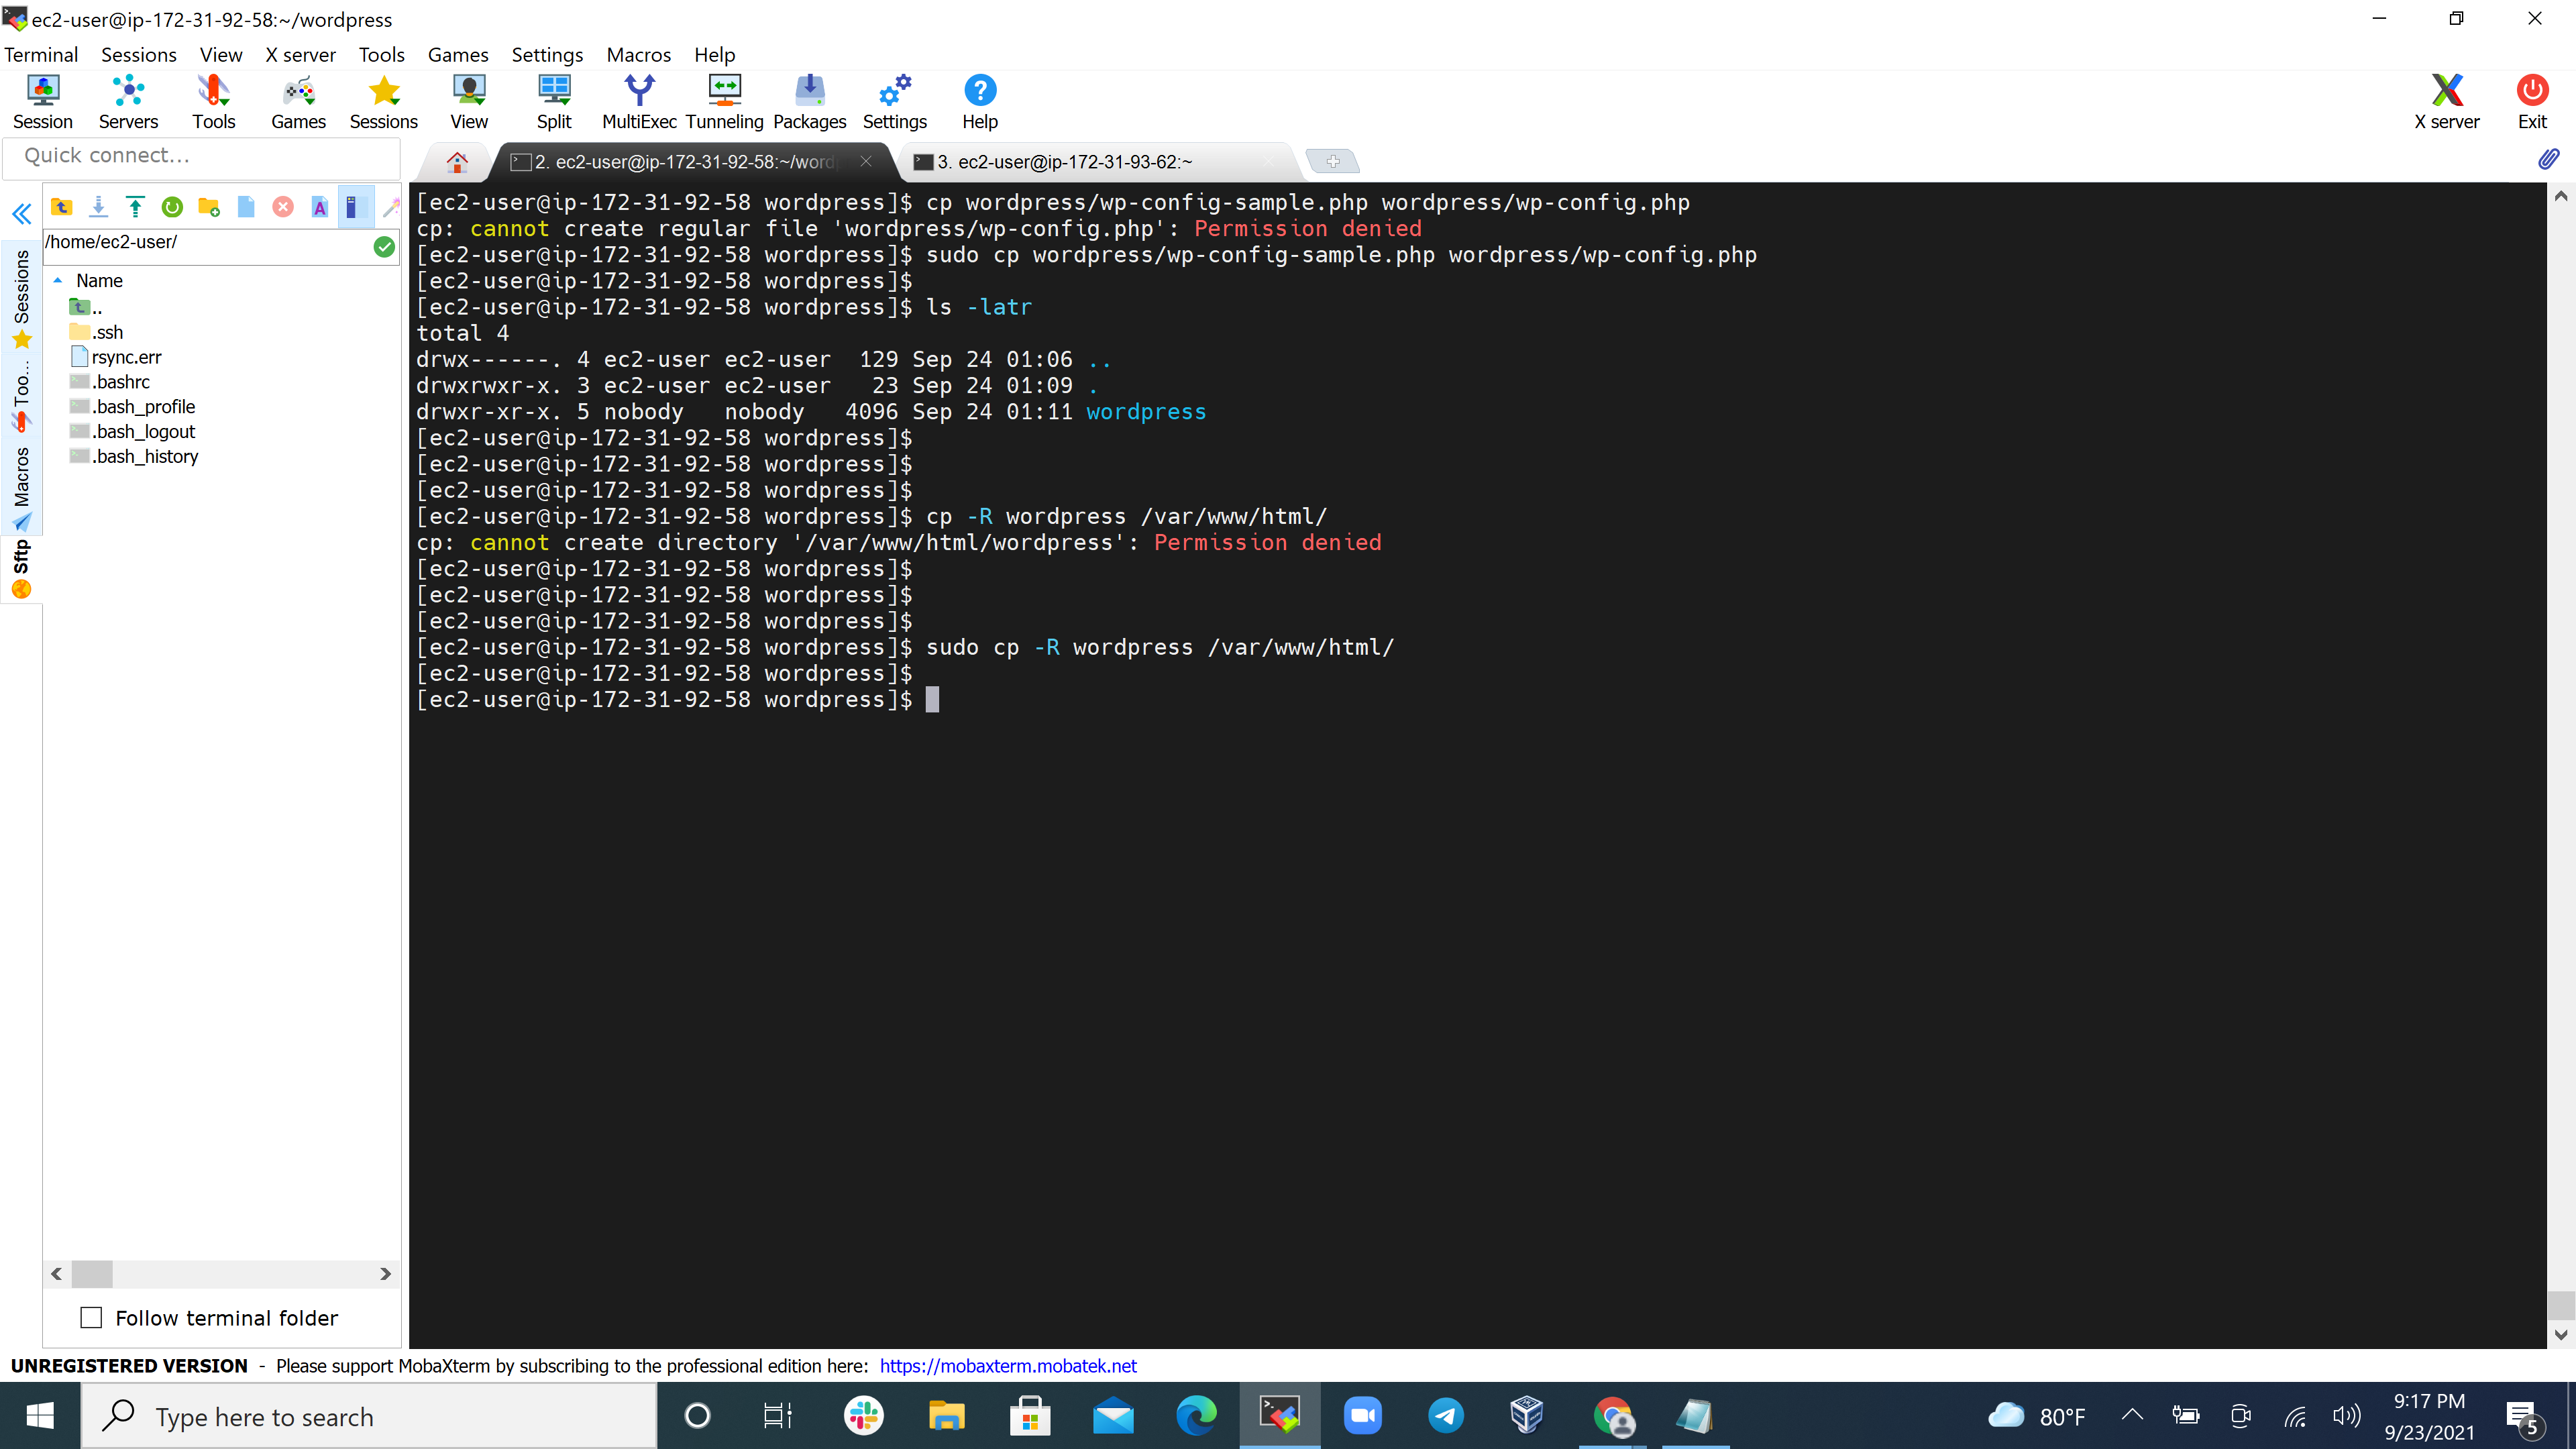 ec2-user@ip-172-31-92-58:~/wordpress
Terminal Sessions View X server Tools Games Settings Macros Help
Session Servers Tools Games Sessions View Split MultiExec Tunneling Packages Settings Help X server Exit
Quick connect...
2. ec2-user@ip-172-31-92-58:~/word
3. ec2-user@ip-172-31-93-62:~
/home/ec2-user/
Name
..
.ssh
rsync.err
.bashrc
.bash_profile
.bash_logout
.bash_history
Sessions
Too...
Macros
Sftp
Follow terminal folder
[ec2-user@ip-172-31-92-58 wordpress]$ cp wordpress/wp-config-sample.php wordpress/wp-config.php
cp: cannot create regular file 'wordpress/wp-config.php': Permission denied
[ec2-user@ip-172-31-92-58 wordpress]$ sudo cp wordpress/wp-config-sample.php wordpress/wp-config.php
[ec2-user@ip-172-31-92-58 wordpress]$
[ec2-user@ip-172-31-92-58 wordpress]$ ls -latr
total 4
drwx------. 4 ec2-user ec2-user  129 Sep 24 01:06 ..
drwxrwxr-x. 3 ec2-user ec2-user   23 Sep 24 01:09 .
drwxr-xr-x. 5 nobody   nobody   4096 Sep 24 01:11 wordpress
[ec2-user@ip-172-31-92-58 wordpress]$
[ec2-user@ip-172-31-92-58 wordpress]$
[ec2-user@ip-172-31-92-58 wordpress]$
[ec2-user@ip-172-31-92-58 wordpress]$ cp -R wordpress /var/www/html/
cp: cannot create directory '/var/www/html/wordpress': Permission denied
[ec2-user@ip-172-31-92-58 wordpress]$
[ec2-user@ip-172-31-92-58 wordpress]$
[ec2-user@ip-172-31-92-58 wordpress]$
[ec2-user@ip-172-31-92-58 wordpress]$ sudo cp -R wordpress /var/www/html/
[ec2-user@ip-172-31-92-58 wordpress]$
[ec2-user@ip-172-31-92-58 wordpress]$
UNREGISTERED VERSION - Please support MobaXterm by subscribing to the professional edition here: https://mobaxterm.mobatek.net
Type here to search
80°F
9:17 PM
9/23/2021
5